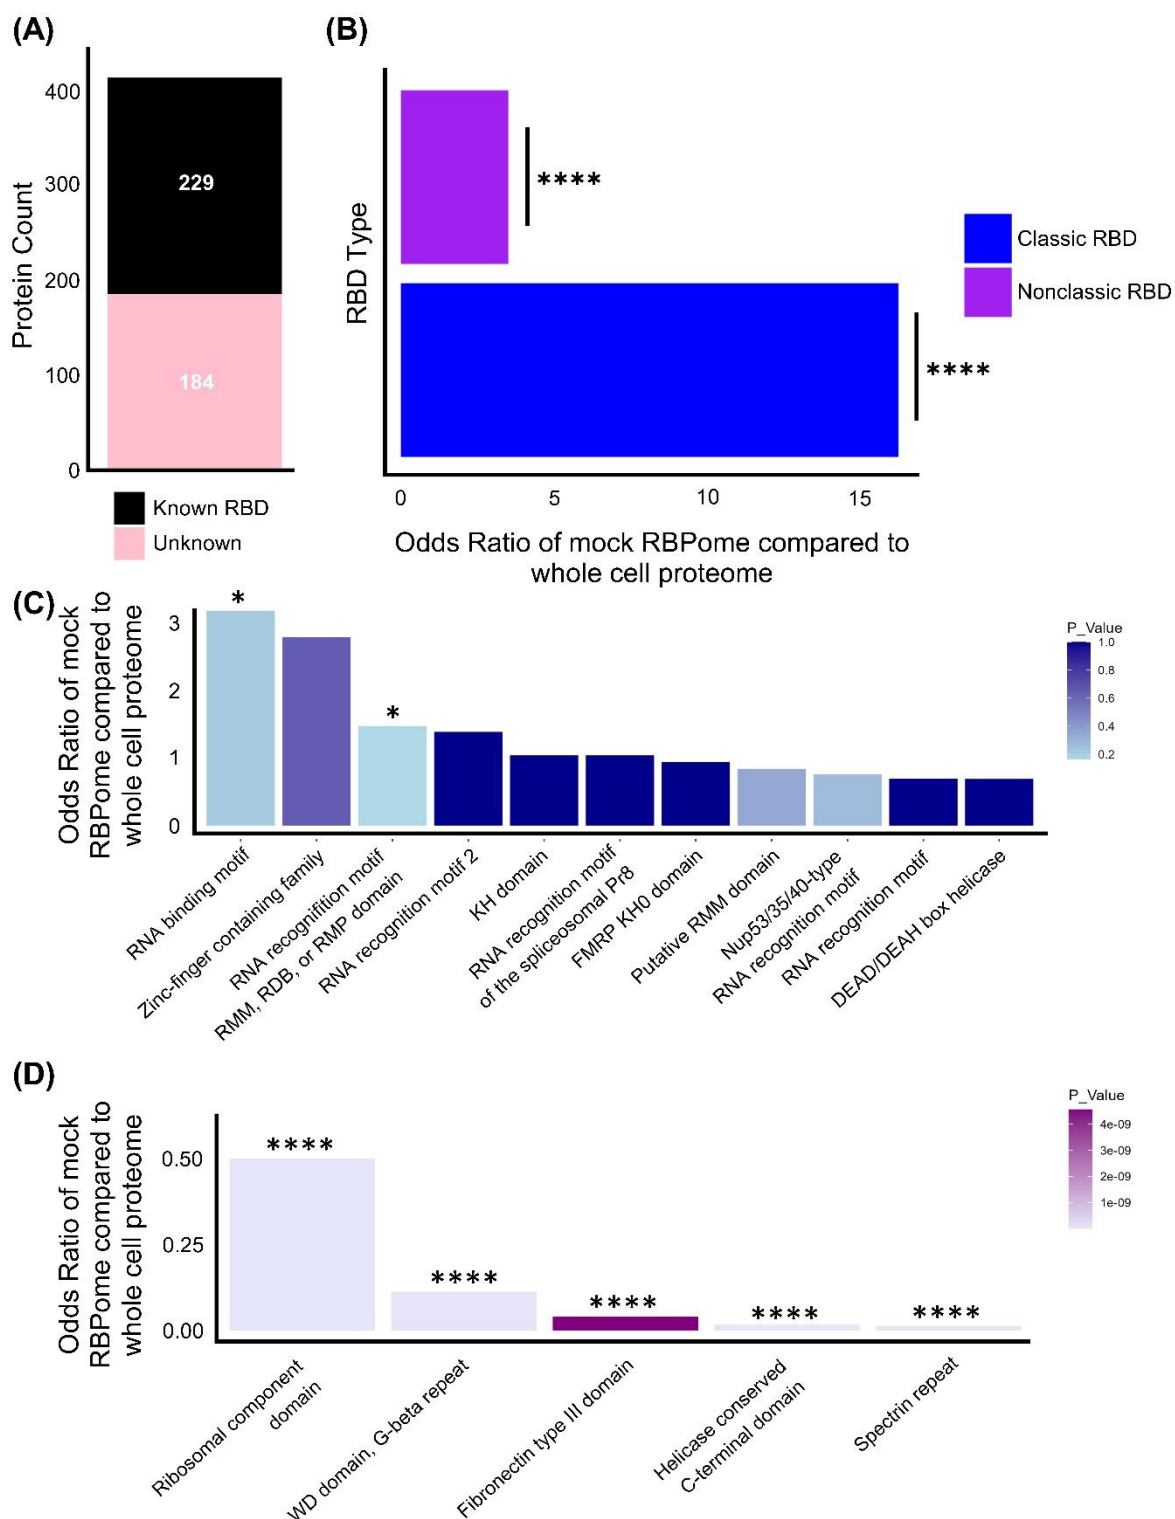 (A)
Protein Count
400
300
200
100
0
229
184
Known RBD
Unknown
(B)
RBD Type
****
****
0
5
10
15
Odds Ratio of mock RBPome compared to
whole cell proteome
Classic RBD
Nonclassic RBD
(C)
Odds Ratio of mock
RBPome compared to
whole cell proteome
3
2
1
0
*
*
RNA binding motif
Zinc-finger containing family
RNA recognifition motif
RMM, RDB, or RMP domain
RNA recognition motif 2
KH domain
RNA recognition motif
of the spliceosomal Pr8
FMRP KH0 domain
Putative RMM domain
Nup53/35/40-type
RNA recognition motif
RNA recognition motif
DEAD/DEAH box helicase
P_Value
1.0
0.8
0.6
0.4
0.2
(D)
Odds Ratio of mock
RBPome compared to
whole cell proteome
0.50
0.25
0.00
****
****
****
****
****
Ribosomal component
domain
WD domain, G-beta repeat
Fibronectin type III domain
Helicase conserved
C-terminal domain
Spectrin repeat
P_Value
4e-09
3e-09
2e-09
1e-09